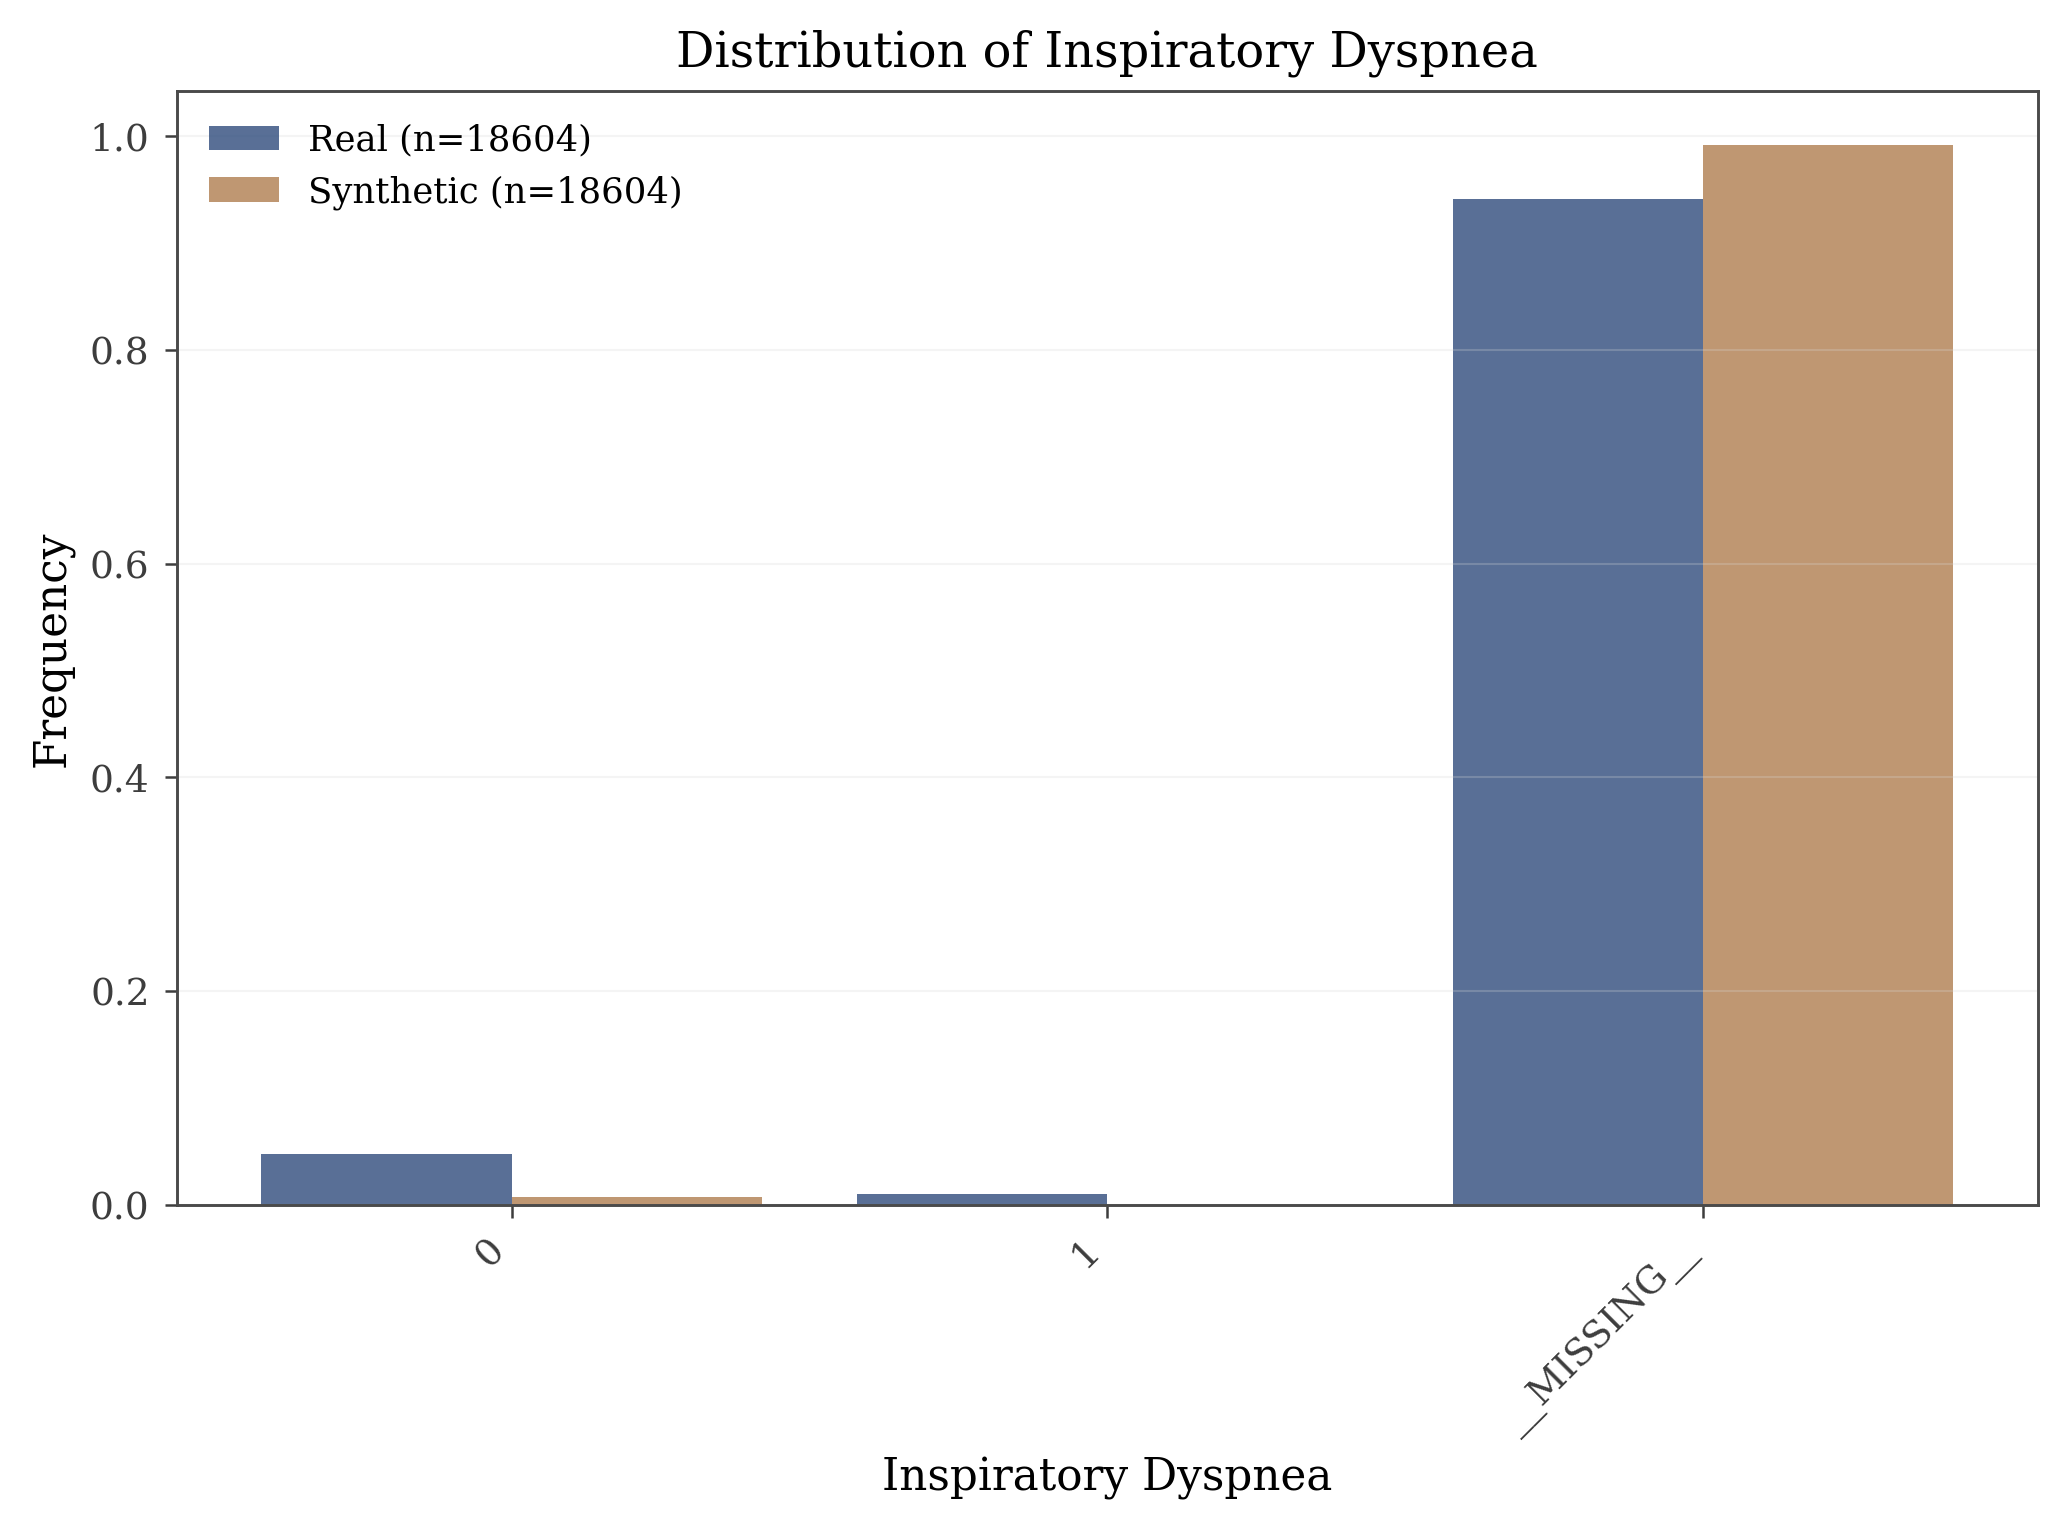 Distribution of Inspiratory Dyspnea
Real (n=18604)
Synthetic (n=18604)
Frequency
1.0
0.8
0.6
0.4
0.2
0.0
0
1
__MISSING__
Inspiratory Dyspnea